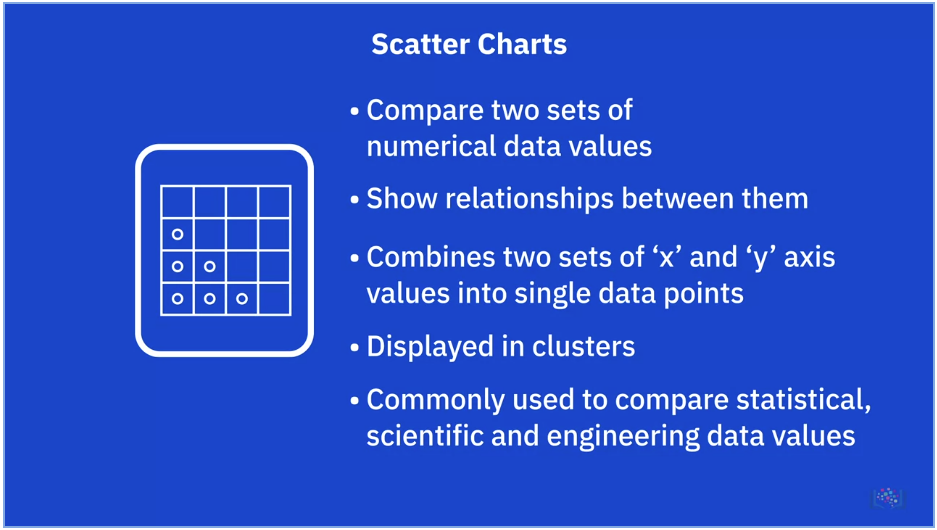 Scatter Charts
• Compare two sets of
numerical data values
• Show relationships between them
• Combines two sets of ‘x’ and ‘y’ axis
values into single data points
• Displayed in clusters
• Commonly used to compare statistical,
scientific and engineering data values